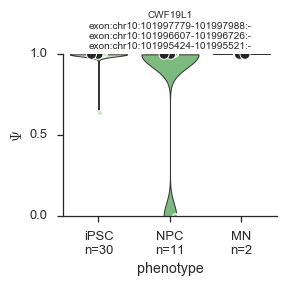 CWF19L1
exon:chr10:101997779-101997988:-
exon:chr10:101996607-101996726:-
exon:chr10:101995424-101995521:-
1.0
0.5
0.0
Ψ
iPSC NPC MN
n=30 n=11 n=2
phenotype